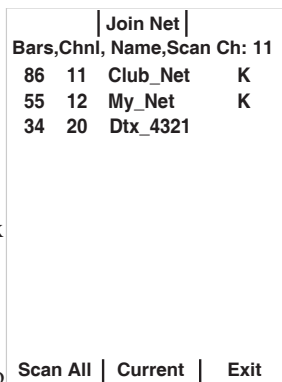 Join Net
Bars,Chnl, Name,Scan Ch: 11
86 11 Club_Net K
55 12 My_Net K
34 20 Dtx_4321
Scan All | Current | Exit